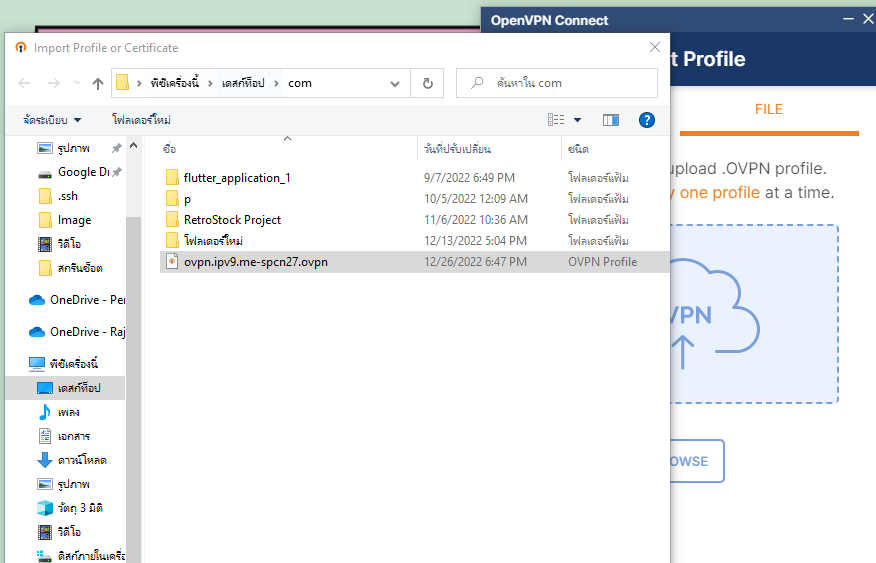 OpenVPN Connect
Import Profile or Certificate
t Profile
พีซีเครื่องนี้ > เดสก์ท็อป > com
ค้นหาใน com
จัดระเบียบ
โฟลเดอร์ใหม่
FILE
รูปภาพ
Google Dr
.ssh
Image
วิดีโอ
สกรีนช็อต
OneDrive - Per
OneDrive - Raj
พีซีเครื่องนี้
เดสก์ท็อป
เพลง
เอกสาร
ดาวน์โหลด
รูปภาพ
วัตถุ 3 มิติ
วิดีโอ
ดิสก์ภายในเครื่อ
ชื่อ วันที่ปรับเปลี่ยน ชนิด
flutter_application_1 9/7/2022 6:49 PM โฟลเดอร์แฟ้ม
p 10/5/2022 12:09 AM โฟลเดอร์แฟ้ม
RetroStock Project 11/6/2022 10:36 AM โฟลเดอร์แฟ้ม
โฟลเดอร์ใหม่ 12/13/2022 5:04 PM โฟลเดอร์แฟ้ม
ovpn.ipv9.me-spcn27.ovpn 12/26/2022 6:47 PM OVPN Profile
upload .OVPN profile.
y one profile at a time.
VPN
OWSE